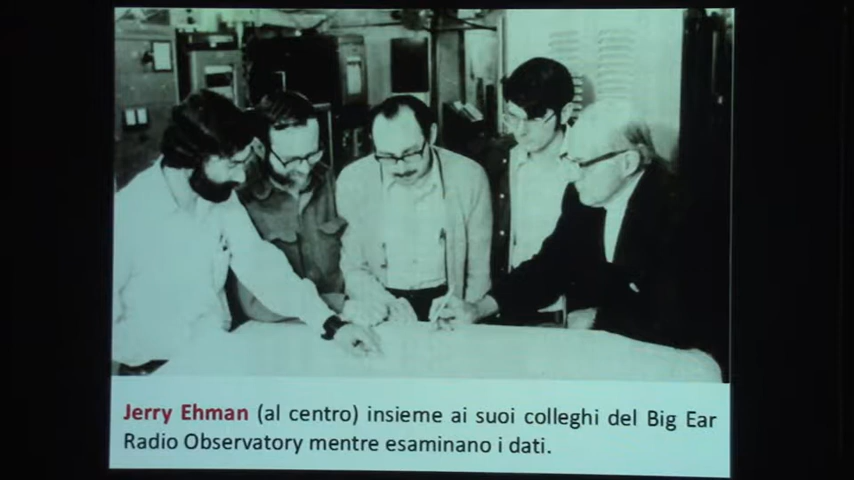 Jerry Ehman (al centro) insieme ai suoi colleghi del Big Ear
Radio Observatory mentre esaminano i dati.